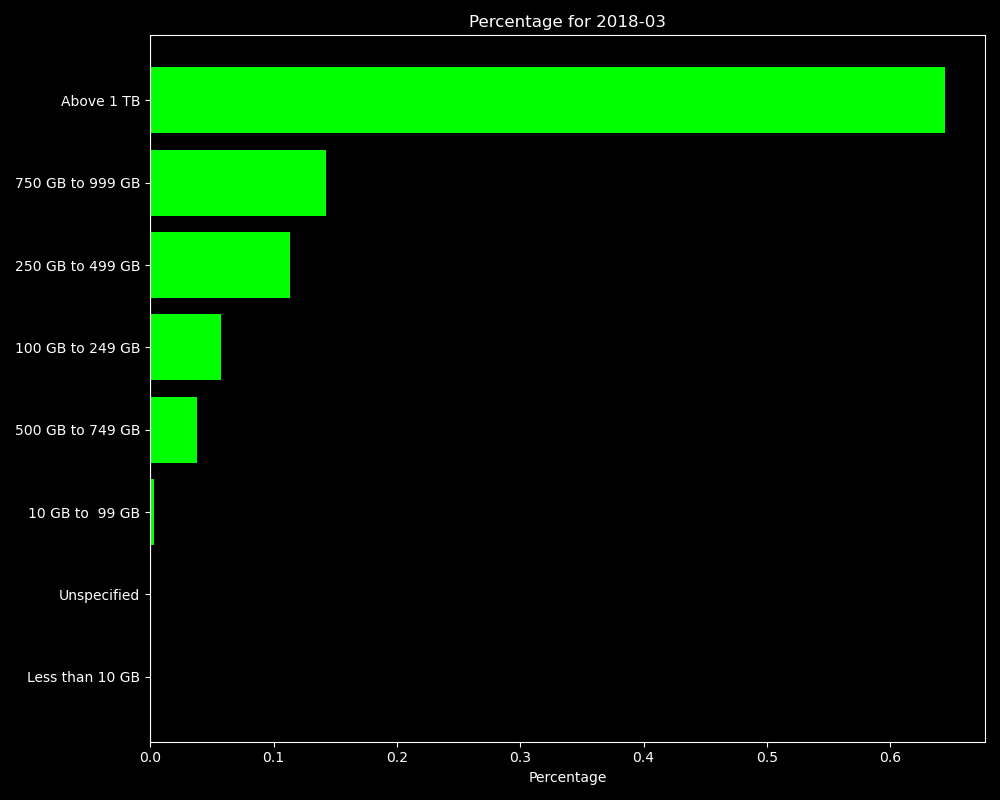 Percentage for 2018-03
Above 1 TB
750 GB to 999 GB
250 GB to 499 GB
100 GB to 249 GB
500 GB to 749 GB
10 GB to  99 GB
Unspecified
Less than 10 GB
0.0 0.1 0.2 0.3 0.4 0.5 0.6
Percentage